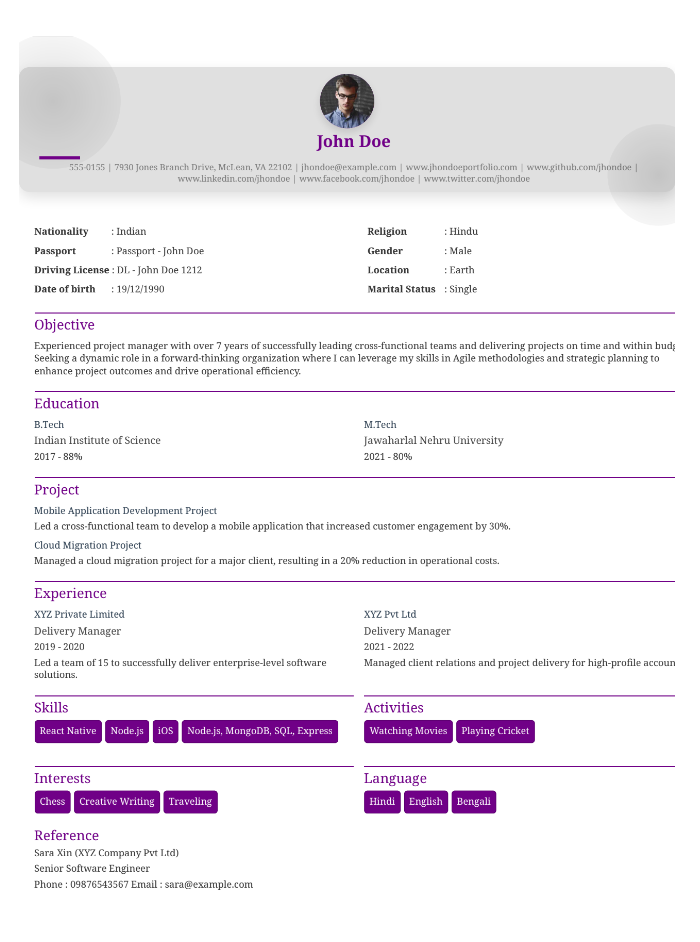 John Doe
555-0155 | 7930 Jones Branch Drive, McLean, VA 22102 | jhondoe@example.com | www.jhondoeportfolio.com | www.github.com/jhondoe |
www.linkedin.com/jhondoe | www.facebook.com/jhondoe | www.twitter.com/jhondoe
Nationality : Indian
Religion : Hindu
Passport : Passport - John Doe
Gender : Male
Driving License : DL - John Doe 1212
Location : Earth
Date of birth : 19/12/1990
Marital Status : Single
Objective
Experienced project manager with over 7 years of successfully leading cross-functional teams and delivering projects on time and within
Seeking a dynamic role in a forward-thinking organization where I can leverage my skills in Agile methodologies and strategic planning to
enhance project outcomes and drive operational efficiency.
Education
B.Tech
Indian Institute of Science
2017 - 88%
M.Tech
Jawaharlal Nehru University
2021 - 80%
Project
Mobile Application Development Project
Led a cross-functional team to develop a mobile application that increased customer engagement by 30%.
Cloud Migration Project
Managed a cloud migration project for a major client, resulting in a 20% reduction in operational costs.
Experience
XYZ Private Limited
Delivery Manager
2019 - 2020
Led a team of 15 to successfully deliver enterprise-level software
solutions.
XYZ Pvt Ltd
Delivery Manager
2021 - 2022
Managed client relations and project delivery for high-profile
Skills
React Native Node.js iOS Node.js, MongoDB, SQL, Express
Activities
Watching Movies Playing Cricket
Interests
Chess Creative Writing Traveling
Language
Hindi English Bengali
Reference
Sara Xin (XYZ Company Pvt Ltd)
Senior Software Engineer
Phone : 09876543567 Email : sara@example.com